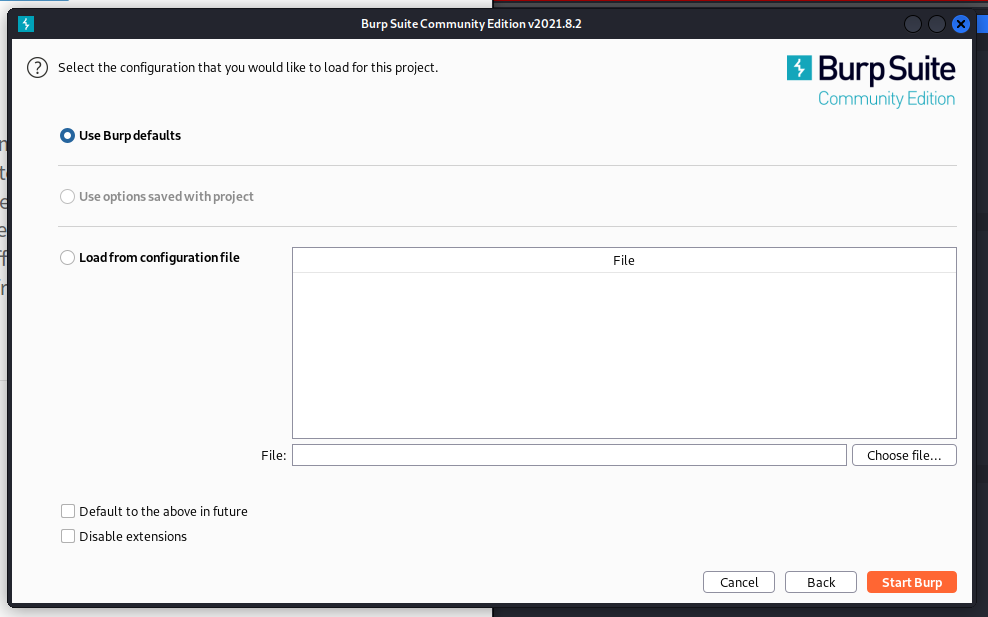 Burp Suite Community Edition v2021.8.2
? Select the configuration that you would like to load for this project.
Burp Suite
Community Edition
Use Burp defaults
Use options saved with project
Load from configuration file
File
File:
Choose file...
Default to the above in future
Disable extensions
Cancel Back Start Burp